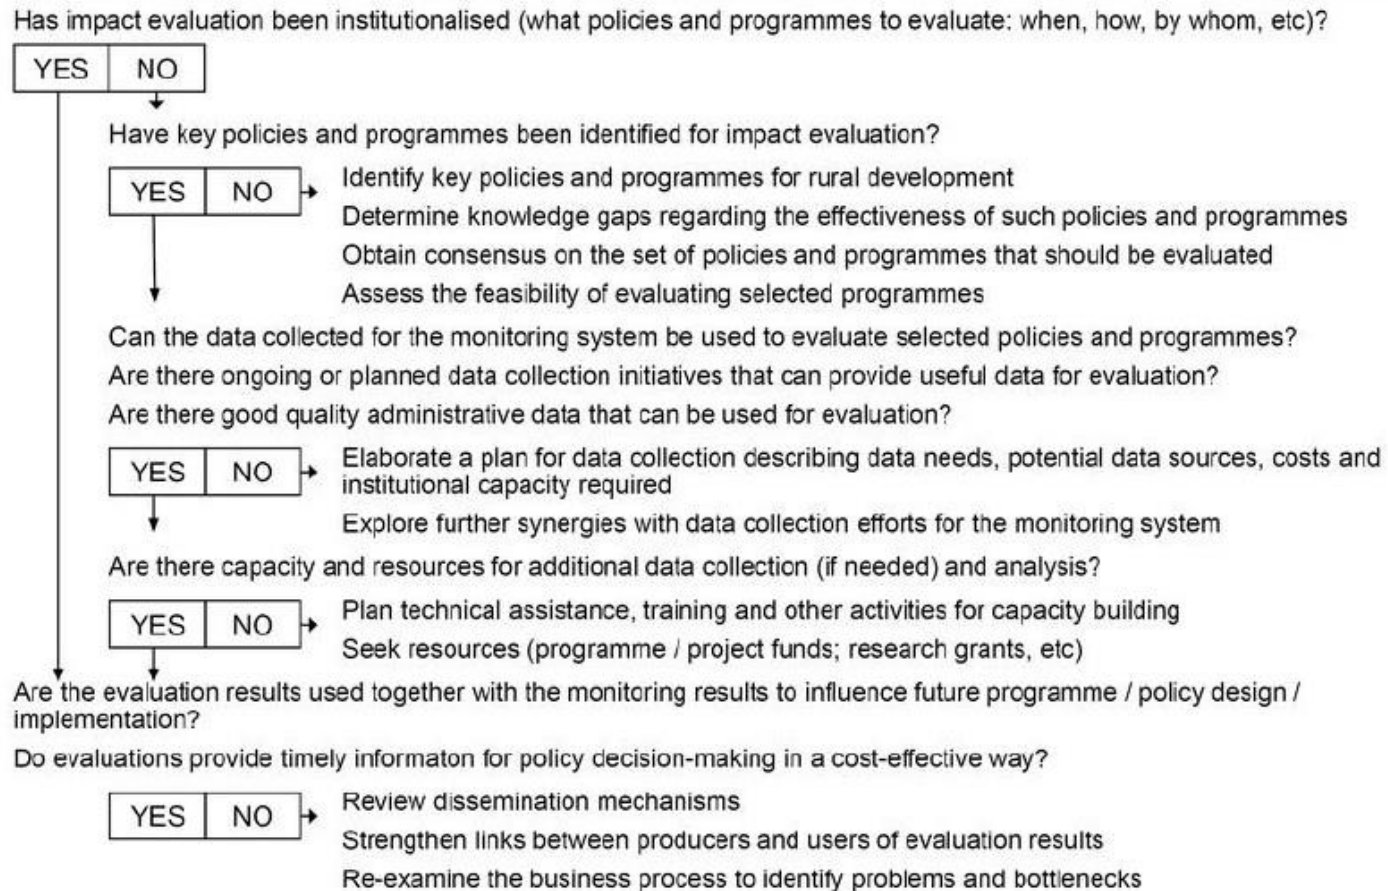 Has impact evaluation been institutionalised (what policies and programmes to evaluate: when, how, by whom, etc)?
YES NO
Have key policies and programmes been identified for impact evaluation?
YES NO
Identify key policies and programmes for rural development
Determine knowledge gaps regarding the effectiveness of such policies and programmes
Obtain consensus on the set of policies and programmes that should be evaluated
Assess the feasibility of evaluating selected programmes
Can the data collected for the monitoring system be used to evaluate selected policies and programmes?
Are there ongoing or planned data collection initiatives that can provide useful data for evaluation?
Are there good quality administrative data that can be used for evaluation?
YES NO
Elaborate a plan for data collection describing data needs, potential data sources, costs and
institutional capacity required
Explore further synergies with data collection efforts for the monitoring system
Are there capacity and resources for additional data collection (if needed) and analysis?
YES NO
Plan technical assistance, training and other activities for capacity building
Seek resources (programme / project funds; research grants, etc)
Are the evaluation results used together with the monitoring results to influence future programme / policy design /
implementation?
Do evaluations provide timely informaton for policy decision-making in a cost-effective way?
YES NO
Review dissemination mechanisms
Strengthen links between producers and users of evaluation results
Re-examine the business process to identify problems and bottlenecks